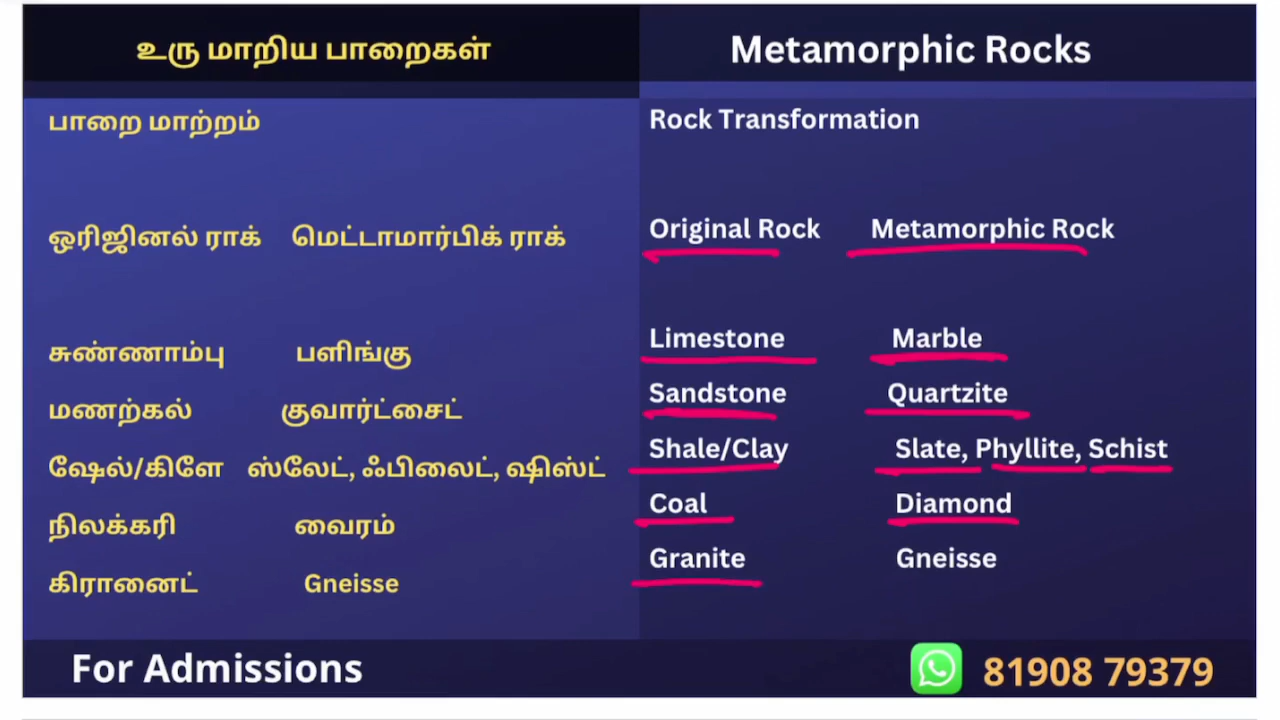 உரு மாறிய பாறைகள்
பாறை மாற்றம்
ஒரிஜினல் ராக் மெட்டாமார்பிக் ராக்
சுண்ணாம்பு பளிங்கு
மணற்கல் குவார்ட்சைட்
ஷேல்/கிளே ஸ்லேட், ஃபிலைட், ஷிஸ்ட்
நிலக்கரி வைரம்
கிரானைட் Gneisse
Metamorphic Rocks
Rock Transformation
Original Rock Metamorphic Rock
Limestone Marble
Sandstone Quartzite
Shale/Clay Slate, Phyllite, Schist
Coal Diamond
Granite Gneisse
For Admissions
81908 79379